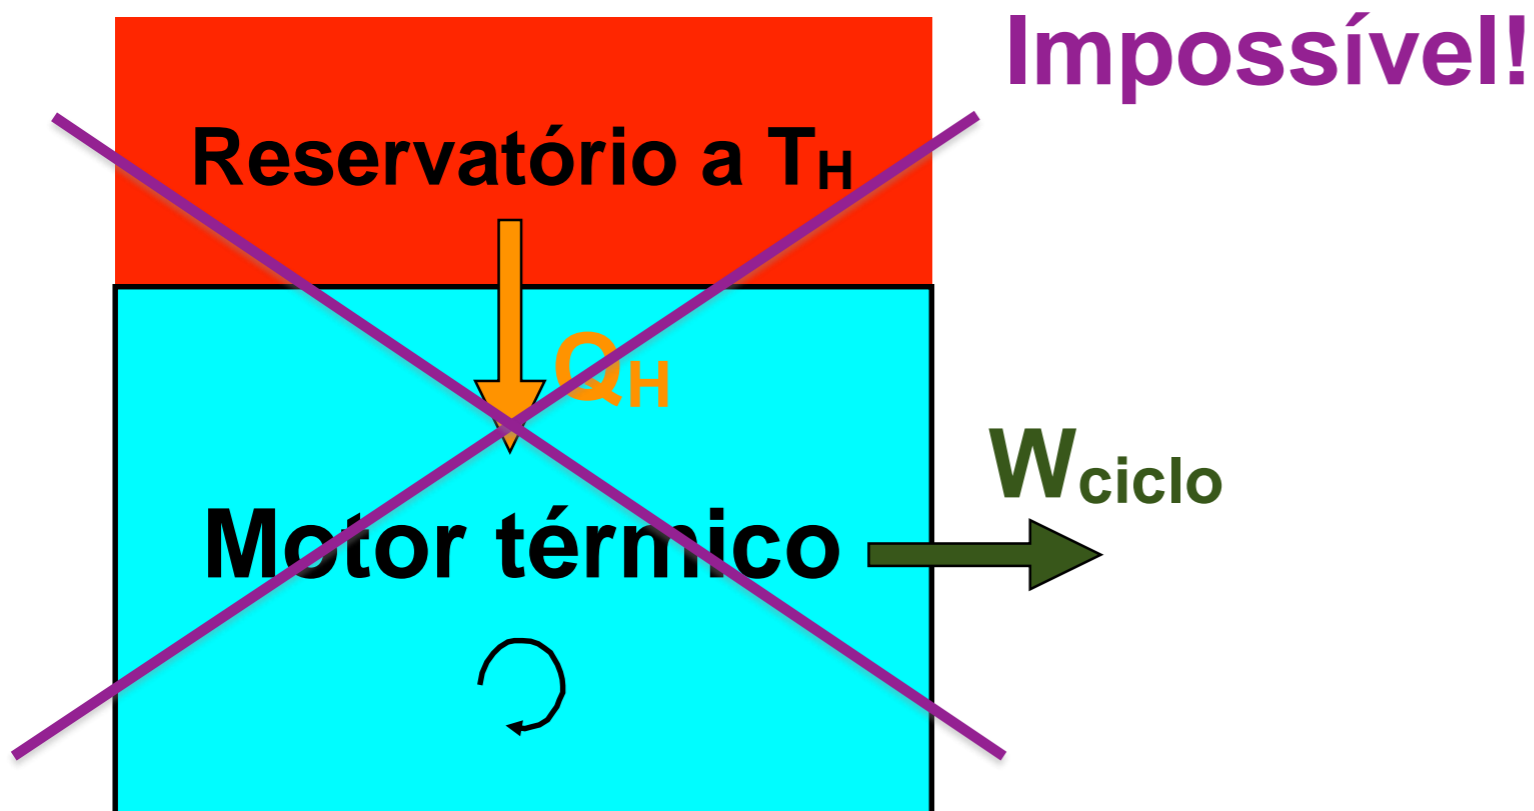 Impossível!
Reservatório a TH
QH
Wciclo
Motor térmico